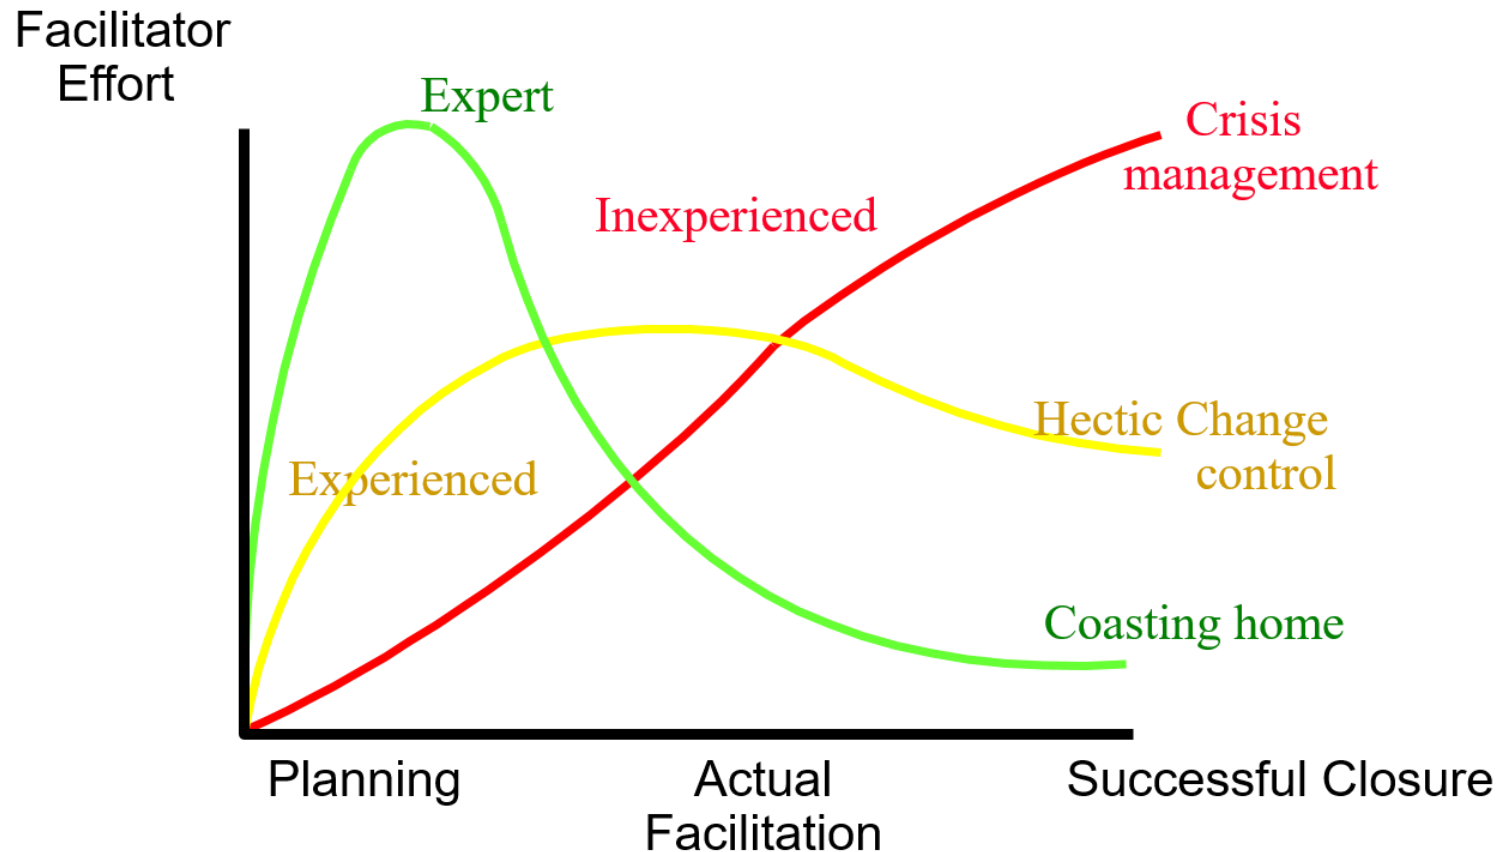 Facilitator
Effort
Expert
Crisis
management
Inexperienced
Hectic Change
control
Experienced
Coasting home
Planning
Actual
Facilitation
Successful Closure